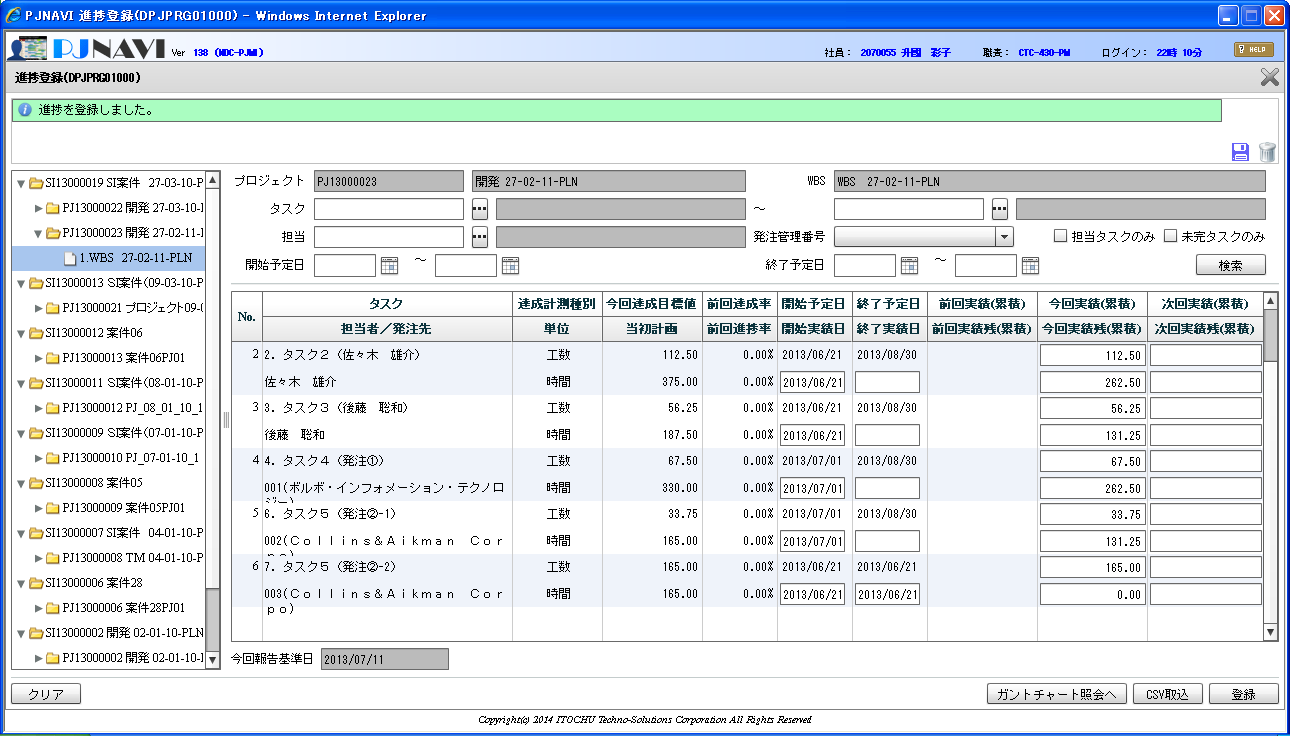 PJNAVI 進捗登録(DPJPRG01000) - Windows Internet Explorer
PJNAVI Ver 138 (NDC-PJM) 社員： 2070055 升國 彩子 職責： CTC-430-PM ログイン： 22時 10分 HELP
進捗登録(DPJPRG01000)
進捗を登録しました。
SI13000019 SI案件 27-03-10-P
PJ13000022 開発 27-03-10-
PJ13000023 開発 27-02-11-
1.WBS 27-02-11-PLN
SI13000013 SI案件(09-03-10-P
PJ13000021 プロジェクト09-
SI13000012 案件06
PJ13000013 案件06PJ01
SI13000011 SI案件(08-01-10-P
PJ13000012 PJ_08_01_10_1
SI13000009 SI案件(07-01-10-P
PJ13000010 PJ_07-01-10_1
SI13000008 案件05
PJ13000009 案件05PJ01
SI13000007 SI案件 04-01-10-P
PJ13000008 TM 04-01-10-P
SI13000006 案件28
PJ13000006 案件28PJ01
SI13000002 開発 02-01-10-PLN
PJ13000002 開発 02-01-10-
プロジェクト PJ13000023 開発 27-02-11-PLN WBS WBS 27-02-11-PLN
タスク ... ～ ...
担当 ... 発注管理番号 担当タスクのみ 未完タスクのみ
開始予定日 ～ 終了予定日 ～ 検索
No. タスク 達成計測種別 今回達成目標値 前回達成率 開始予定日 終了予定日 前回実績(累積) 今回実績(累積) 次回実績(累積)
担当者／発注先 単位 当初計画 前回進捗率 開始実績日 終了実績日 前回実績残(累積) 今回実績残(累積) 次回実績残(累積)
2 2. タスク２（佐々木 雄介） 工数 112.50 0.00% 2013/06/21 2013/08/30 112.50
佐々木 雄介 時間 375.00 0.00% 2013/06/21 262.50
3 3. タスク３（後藤 聡和） 工数 56.25 0.00% 2013/06/21 2013/08/30 56.25
後藤 聡和 時間 187.50 0.00% 2013/06/21 131.25
4 4. タスク４（発注①） 工数 67.50 0.00% 2013/07/01 2013/08/30 67.50
001(ボルボ・インフォメーション・テクノロ 時間 330.00 0.00% 2013/07/01 262.50
ジー)
5 6. タスク５（発注②-1） 工数 33.75 0.00% 2013/07/01 2013/08/30 33.75
002(Ｃｏｌｌｉｎｓ＆Ａｉｋｍａｎ Ｃｏｒ 時間 165.00 0.00% 2013/07/01 131.25
ｐｏ)
6 7. タスク５（発注②-2） 工数 165.00 0.00% 2013/06/21 2013/06/21 165.00
003(Ｃｏｌｌｉｎｓ＆Ａｉｋｍａｎ Ｃｏｒ 時間 165.00 0.00% 2013/06/21 2013/06/21 0.00
ｐｏ)
今回報告基準日 2013/07/11
クリア ガントチャート照会へ CSV取込 登録
Copyright(c) 2014 ITOCHU Techno-Solutions Corporation All Rights Reserved